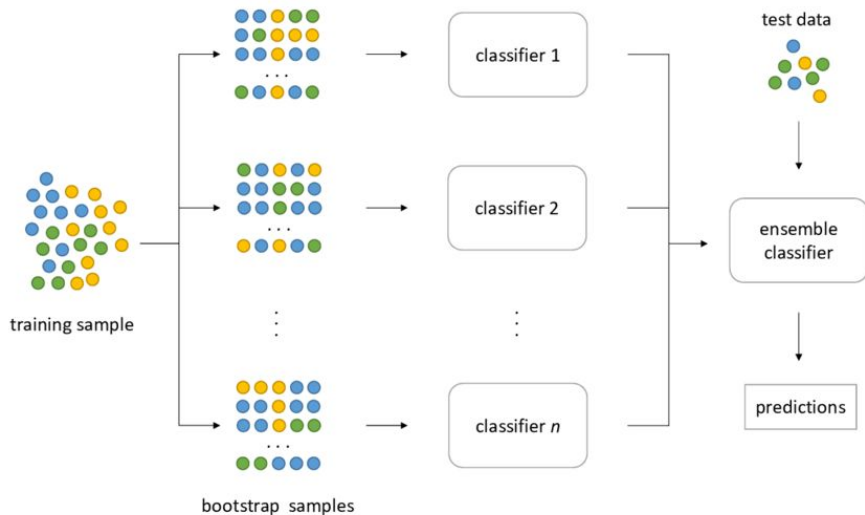 test data
classifier 1
. . .
classifier 2
. . .
ensemble
classifier
training sample
predictions
classifier n
. . .
bootstrap samples